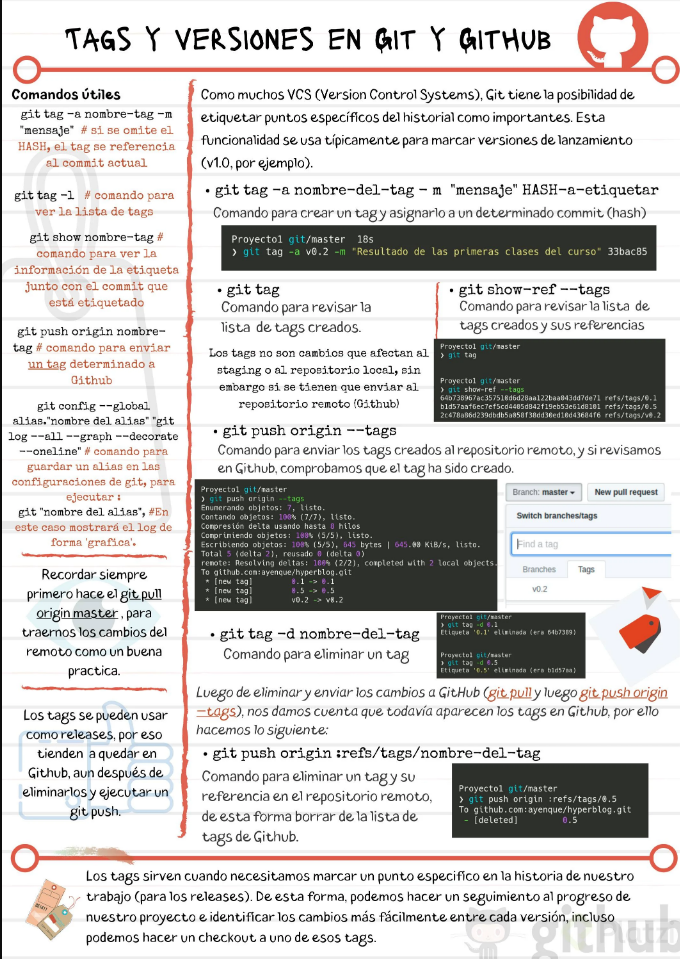 TAGS Y VERSIONES EN GIT Y GITHUB
Comandos útiles
git tag -a nombre-tag -m
"mensaje" # si se omite el
HASH, el tag se referencia
al commit actual
git tag -l # comando para
ver la lista de tags
git show nombre-tag #
comando para ver la
información de la etiqueta
junto con el commit que
está etiquetado
git push origin nombre-
tag # comando para enviar
un tag determinado a
Github
git config --global
alias."nombre del alias" "git
log --all --graph --decorate
--oneline" # comando para
guardar un alias en las
configuraciones de git, para
ejecutar :
git "nombre del alias", #En
este caso mostrará el log de
forma 'grafica'.
Recordar siempre
primero hace el git pull
origin master , para
traernos los cambios del
remoto como un buena
practica.
Los tags se pueden usar
como releases, por eso
tienden a quedar en
Github, aun después de
eliminarlos y ejecutar un
git push.
Como muchos VCS (Version Control Systems), Git tiene la posibilidad de
etiquetar puntos específicos del historial como importantes. Esta
funcionalidad se usa típicamente para marcar versiones de lanzamiento
(v1.0, por ejemplo).
• git tag -a nombre-del-tag - m "mensaje" HASH-a-etiquetar
Comando para crear un tag y asignarlo a un determinado commit (hash)
Proyecto1 git/master 18s
❯ git tag -a v0.2 -m "Resultado de las primeras clases del curso" 33bac85
• git tag
Comando para revisar la
lista de tags creados.
• git show-ref --tags
Comando para revisar la lista de
tags creados y sus referencias
Los tags no son cambios que afectan al
staging o al repositorio local, sin
embargo si se tienen que enviar al
repositorio remoto (Github)
Proyecto1 git/master
❯ git tag
Proyecto1 git/master
❯ git show-ref --tags
refs/tags/0.1
refs/tags/0.5
refs/tags/v0.2
• git push origin --tags
Comando para enviar los tags creados al repositorio remoto, y si revisamos
en Github, comprobamos que el tag ha sido creado.
Proyecto1 git/master
❯ git push origin --tags
Enumerando objetos: 7, listo.
Contando objetos: 100% (7/7), listo.
Compresión delta usando hasta 8 hilos
Comprimiendo objetos: 100% (5/5), listo.
Escribiendo objetos: 100% (5/5), 645 bytes | 645.00 KiB/s, listo.
Total 5 (delta 2), reusado 0 (delta 0)
remote: Resolving deltas: 100% (2/2), completed with 2 local objects.
To github.com:ayenque/hyperblog.git
* [new tag] 0.1 -> 0.1
* [new tag] 0.5 -> 0.5
* [new tag] v0.2 -> v0.2
Branch: master New pull request
Switch branches/tags
Find a tag
Branches Tags
v0.2
• git tag -d nombre-del-tag
Comando para eliminar un tag
Proyecto1 git/master
❯ git tag -d 0.1
Etiqueta '0.1' eliminada (era 64b7389)
Proyecto1 git/master
❯ git tag -d 0.5
Etiqueta '0.5' eliminada (era b1d57aa)
Luego de eliminar y enviar los cambios a GitHub (git pull y luego git push origin
—tags), nos damos cuenta que todavía aparecen los tags en Github, por ello
hacemos lo siguiente:
• git push origin :refs/tags/nombre-del-tag
Comando para eliminar un tag y su
referencia en el repositorio remoto,
de esta forma borrar de la lista de
tags de Github.
Proyecto1 git/master
❯ git push origin :refs/tags/0.5
To github.com:ayenque/hyperblog.git
- [deleted] 0.5
Los tags sirven cuando necesitamos marcar un punto especifico en la historia de nuestro
trabajo (para los releases). De esta forma, podemos hacer un seguimiento al progreso de
nuestro proyecto e identificar los cambios más fácilmente entre cada versión, incluso
podemos hacer un checkout a uno de esos tags.
github